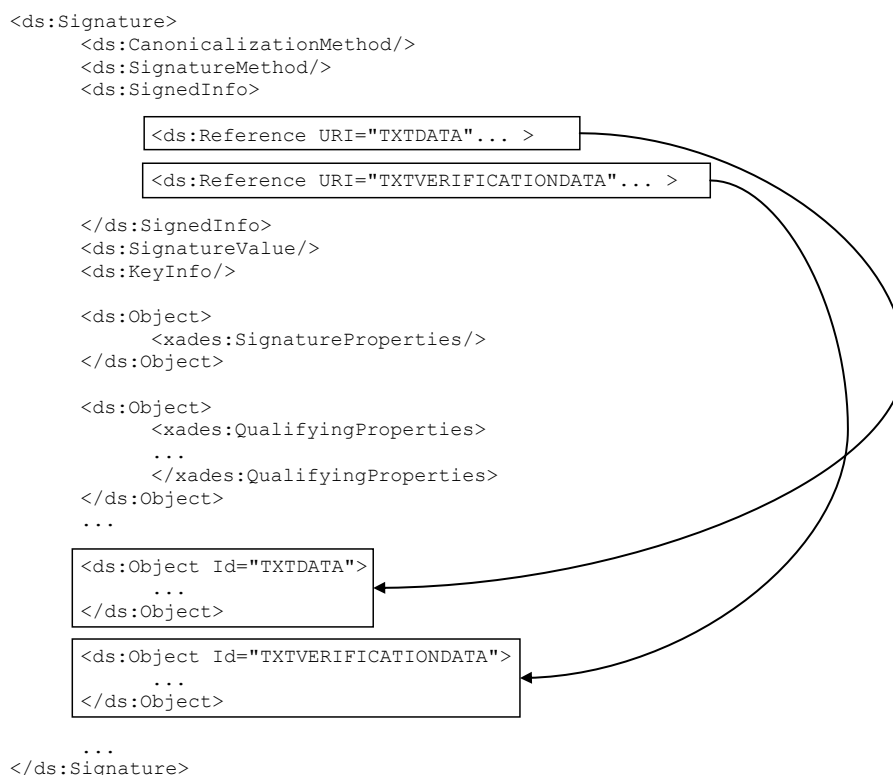 <ds:Signature>
<ds:CanonicalizationMethod/>
<ds:SignatureMethod/>
<ds:SignedInfo>
<ds:Reference URI="TXTDATA"... >
<ds:Reference URI="TXTVERIFICATIONDATA"... >
</ds:SignedInfo>
<ds:SignatureValue/>
<ds:KeyInfo/>
<ds:Object>
<xades:SignatureProperties/>
</ds:Object>
<ds:Object>
<xades:QualifyingProperties>
...
</xades:QualifyingProperties>
</ds:Object>
...
<ds:Object Id="TXTDATA">
...
</ds:Object>
<ds:Object Id="TXTVERIFICATIONDATA">
...
</ds:Object>
...
</ds:Signature>